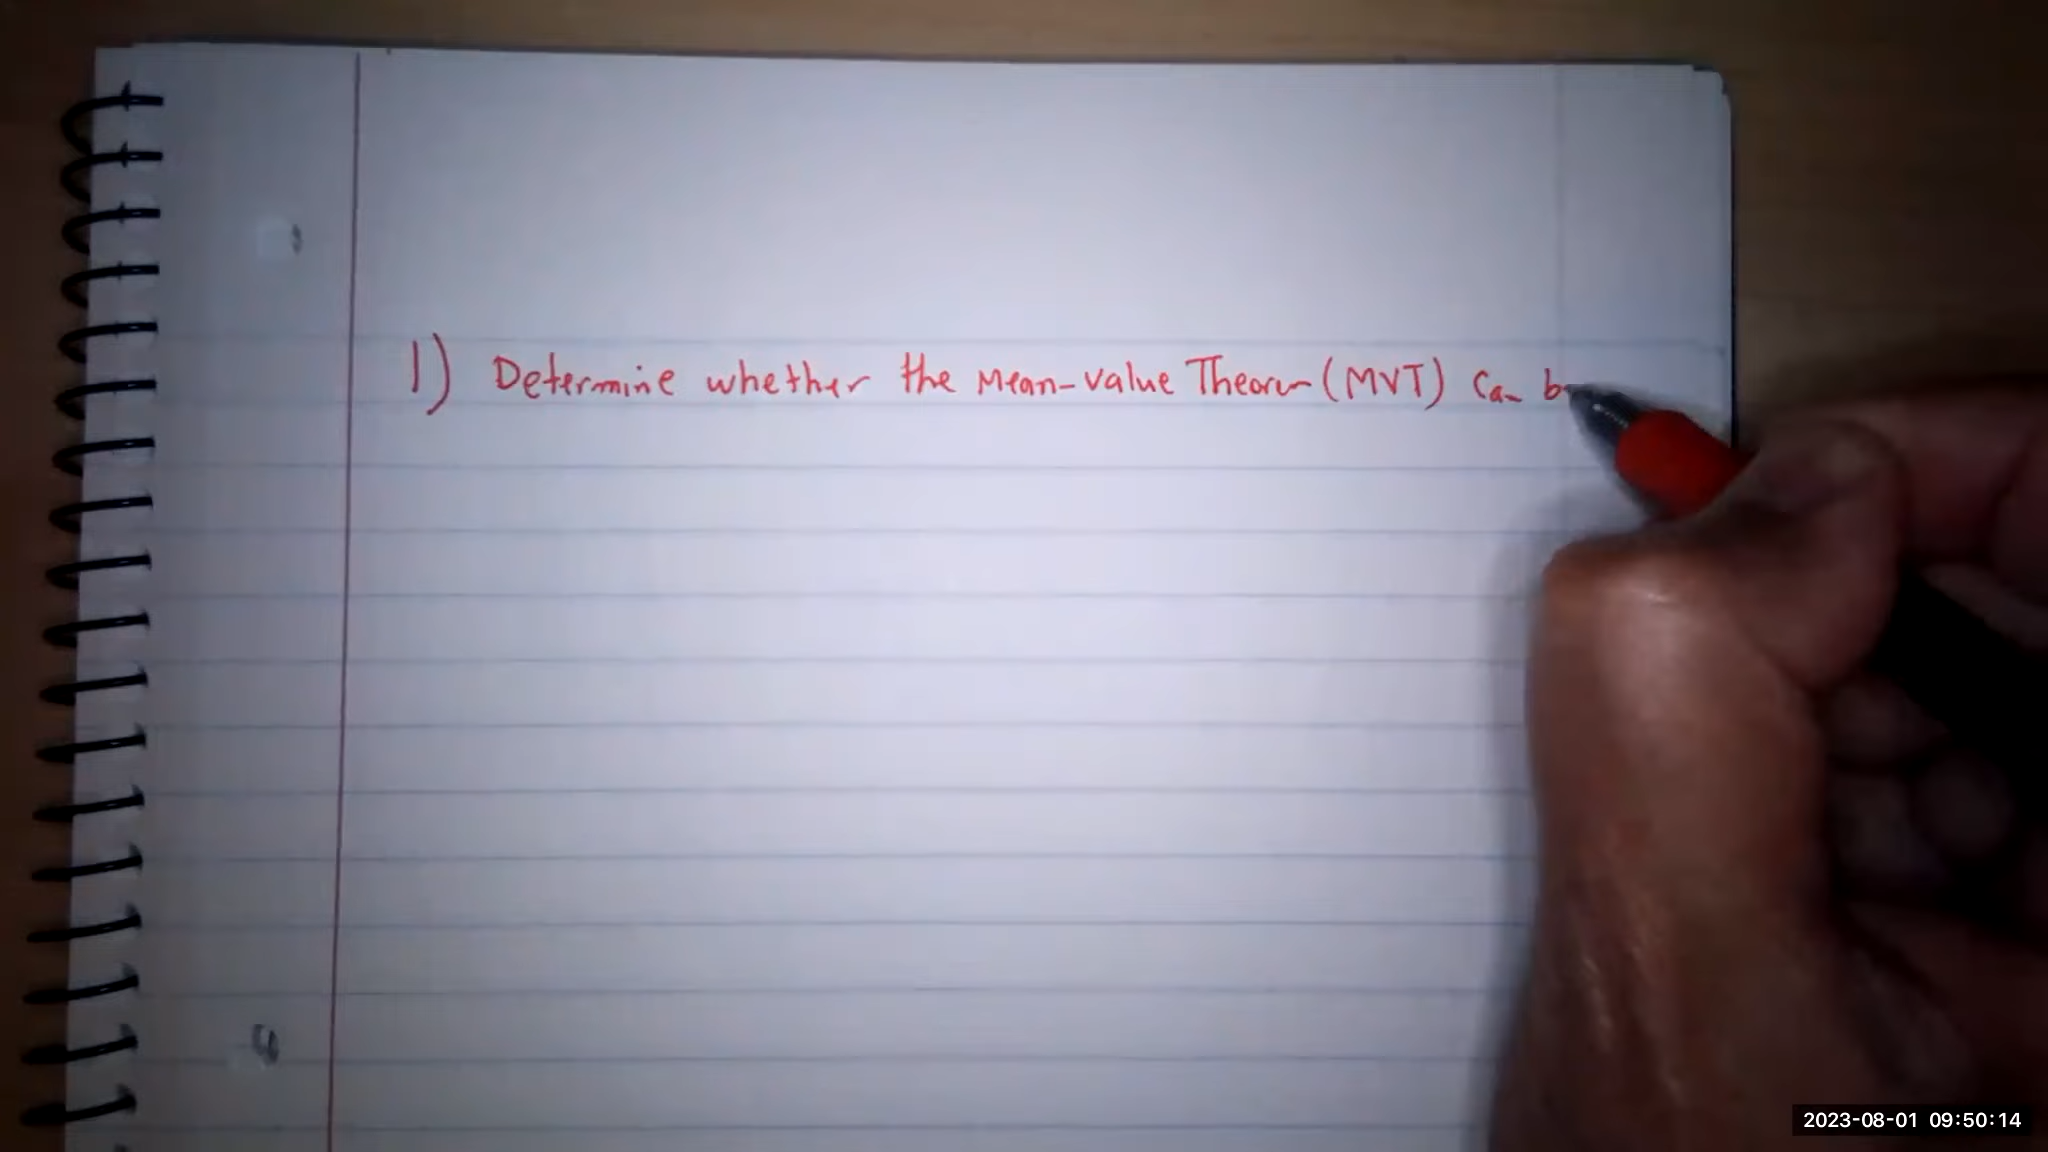 1) Determine whether the Mean-value Theorem (MVT) Can b
2023-08-01 09:50:14